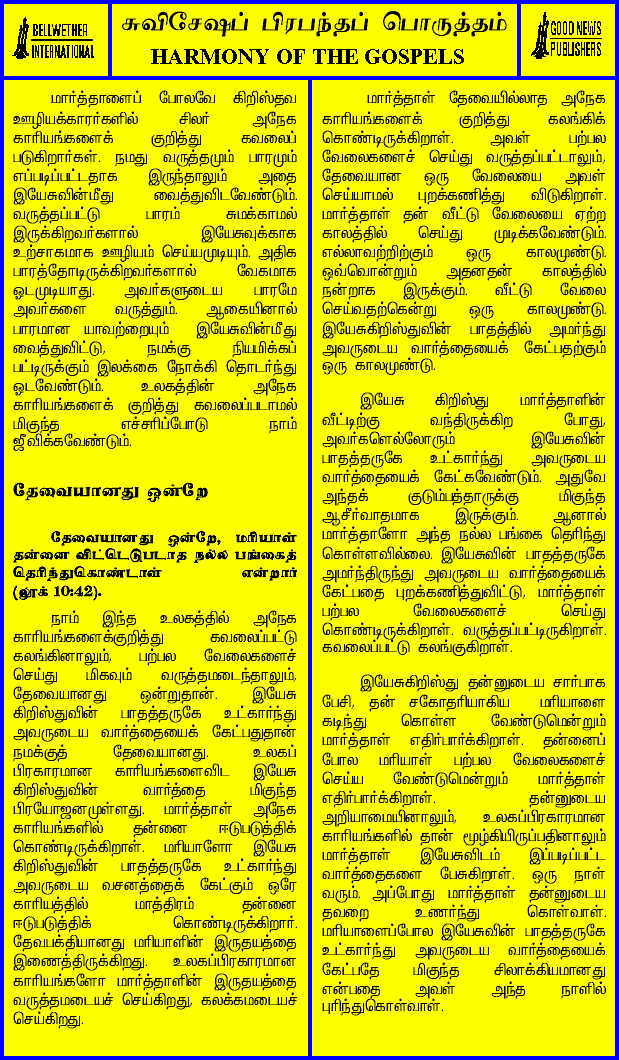 BELLWETHER
INTERNATIONAL
சுவிசேஷப் பிரபந்தப் பொருத்தம்
HARMONY OF THE GOSPELS
GOOD NEWS
PUBLISHERS
மார்த்தாளைப் போலவே கிறிஸ்தவ
ஊழியக்காரர்களில் சிலர் அநேக
காரியங்களைக் குறித்து கவலைப்
படுகிறார்கள். நமது வருத்தமும் பாரமும்
எப்படிப்பட்டதாக இருந்தாலும் அதை
இயேசுவின்மீது வைத்துவிடவேண்டும்.
வருத்தப்பட்டு பாரம் சுமக்காமல்
இருக்கிறவர்களால் இயேசுவுக்காக
உற்சாகமாக ஊழியம் செய்யமுடியும். அதிக
பாரத்தோடிருக்கிறவர்களால் வேகமாக
ஓடமுடியாது. அவர்களுடைய பாரமே
அவர்களை வருத்தும். ஆகையினால்
பாரமான யாவற்றையும் இயேசுவின்மீது
வைத்துவிட்டு, நமக்கு நியமிக்கப்
பட்டிருக்கும் இலக்கை நோக்கி தொடர்ந்து
ஓடவேண்டும். உலகத்தின் அநேக
காரியங்களைக் குறித்து கவலைப்படாமல்
மிகுந்த எச்சரிப்போடு நாம்
ஜீவிக்கவேண்டும்.
தேவையானது ஒன்றே
தேவையானது ஒன்றே, மரியாள்
தன்னை விட்டெடுபடாத நல்ல பங்கைத்
தெரிந்துகொண்டாள் என்றார்
(லூக் 10:42).
நாம் இந்த உலகத்தில் அநேக
காரியங்களைக்குறித்து கவலைப்பட்டு
கலங்கினாலும், பற்பல வேலைகளைச்
செய்து மிகவும் வருத்தமடைந்தாலும்,
தேவையானது ஒன்றுதான். இயேசு
கிறிஸ்துவின் பாதத்தருகே உட்கார்ந்து
அவருடைய வார்த்தையைக் கேட்பதுதான்
நமக்குத் தேவையானது. உலகப்
பிரகாரமான காரியங்களைவிட இயேசு
கிறிஸ்துவின் வார்த்தை மிகுந்த
பிரயோஜனமுள்ளது. மார்த்தாள் அநேக
காரியங்களில் தன்னை ஈடுபடுத்திக்
கொண்டிருக்கிறாள். மரியாளோ இயேசு
கிறிஸ்துவின் பாதத்தருகே உட்கார்ந்து
அவருடைய வசனத்தைக் கேட்கும் ஒரே
காரியத்தில் மாத்திரம் தன்னை
ஈடுபடுத்திக் கொண்டிருக்கிறார்.
தேவபக்தியானது மரியாளின் இருதயத்தை
இணைத்திருக்கிறது. உலகப்பிரகாரமான
காரியங்களோ மார்த்தாளின் இருதயத்தை
வருத்தமடையச் செய்கிறது, கலக்கமடையச்
செய்கிறது.
மார்த்தாள் தேவையில்லாத அநேக
காரியங்களைக் குறித்து கலங்கிக்
கொண்டிருக்கிறாள். அவள் பற்பல
வேலைகளைச் செய்து வருத்தப்பட்டாலும்,
தேவையான ஒரு வேலையை அவள்
செய்யாமல் புறக்கணித்து விடுகிறாள்.
மார்த்தாள் தன் வீட்டு வேலையை ஏற்ற
காலத்தில் செய்து முடிக்கவேண்டும்.
எல்லாவற்றிற்கும் ஒரு காலமுண்டு.
ஒவ்வொன்றும் அதனதன் காலத்தில்
நன்றாக இருக்கும். வீட்டு வேலை
செய்வதற்கென்று ஒரு காலமுண்டு.
இயேசுகிறிஸ்துவின் பாதத்தில் அமர்ந்து
அவருடைய வார்த்தையைக் கேட்பதற்கும்
ஒரு காலமுண்டு.
இயேசு கிறிஸ்து மார்த்தாளின்
வீட்டிற்கு வந்திருக்கிற போது,
அவர்களெல்லோரும் இயேசுவின்
பாதத்தருகே உட்கார்ந்து அவருடைய
வார்த்தையைக் கேட்கவேண்டும். அதுவே
அந்தக் குடும்பத்தாருக்கு மிகுந்த
ஆசீர்வாதமாக இருக்கும். ஆனால்
மார்த்தாளோ அந்த நல்ல பங்கை தெரிந்து
கொள்ளவில்லை. இயேசுவின் பாதத்தருகே
அமர்ந்திருந்து அவருடைய வார்த்தையைக்
கேட்பதை புறக்கணித்துவிட்டு, மார்த்தாள்
பற்பல வேலைகளைச் செய்து
கொண்டிருக்கிறாள். வருத்தப்பட்டிருகிறாள்.
கவலைப்பட்டு கலங்குகிறாள்.
இயேசுகிறிஸ்து தன்னுடைய சார்பாக
பேசி, தன் சகோதரியாகிய மரியாளை
கடிந்து கொள்ள வேண்டுமென்றும்
மார்த்தாள் எதிர்பார்க்கிறாள். தன்னைப்
போல மரியாள் பற்பல வேலைகளைச்
செய்ய வேண்டுமென்றும் மார்த்தாள்
எதிர்பார்க்கிறாள். தன்னுடைய
அறியாமையினாலும், உலகப்பிரகாரமான
காரியங்களில் தான் மூழ்கியிருப்பதினாலும்
மார்த்தாள் இயேசுவிடம் இப்படிப்பட்ட
வார்த்தைகளை பேசுகிறாள். ஒரு நாள்
வரும். அப்போது மார்த்தாள் தன்னுடைய
தவறை உணர்ந்து கொள்வாள்.
மரியாளைப்போல இயேசுவின் பாதத்தருகே
உட்கார்ந்து அவருடைய வார்த்தையைக்
கேட்பதே மிகுந்த சிலாக்கியமானது
என்பதை அவள் அந்த நாளில்
புரிந்துகொள்வாள்.